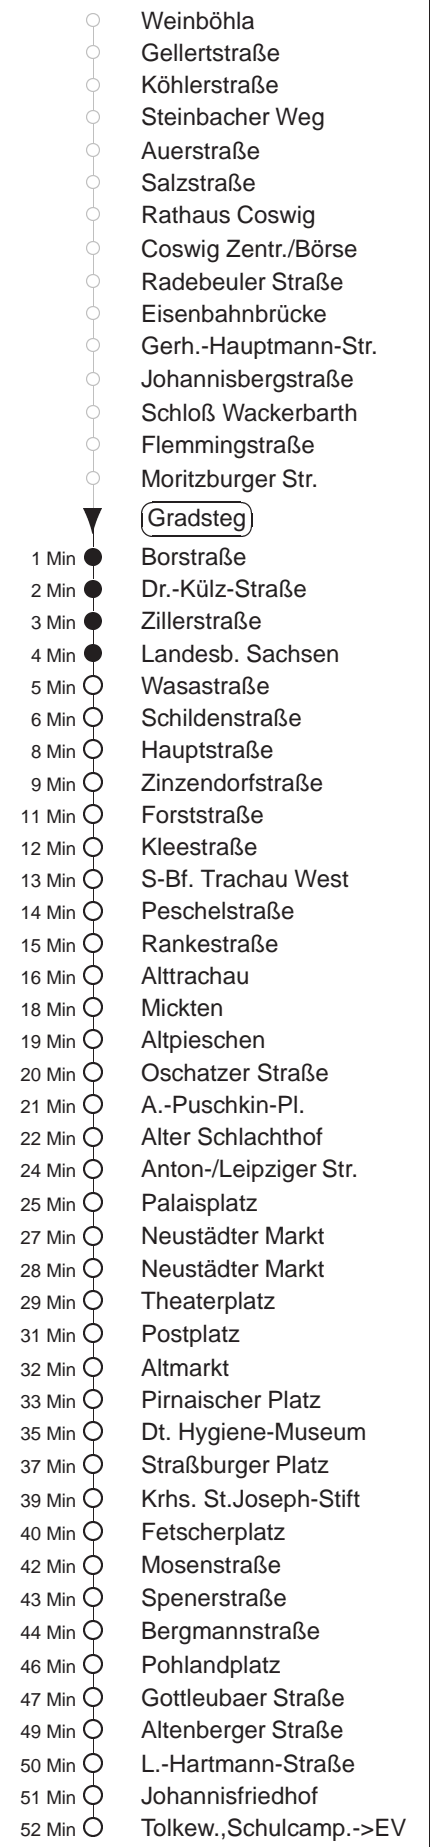 Weinböhla
Gellertstraße
Köhlerstraße
Steinbacher Weg
Auerstraße
Salzstraße
Rathaus Coswig
Coswig Zentr./Börse
Radebeuler Straße
Eisenbahnbrücke
Gerh.-Hauptmann-Str.
Johannisbergstraße
Schloß Wackerbarth
Flemmingstraße
Moritzburger Str.
Gradsteg
1 Min Borstraße
2 Min Dr.-Külz-Straße
3 Min Zillerstraße
4 Min Landesb. Sachsen
5 Min Wasastraße
6 Min Schildenstraße
8 Min Hauptstraße
9 Min Zinzendorfstraße
11 Min Forststraße
12 Min Kleestraße
13 Min S-Bf. Trachau West
14 Min Peschelstraße
15 Min Rankestraße
16 Min Alttrachau
18 Min Mickten
19 Min Altpieschen
20 Min Oschatzer Straße
21 Min A.-Puschkin-Pl.
22 Min Alter Schlachthof
24 Min Anton-/Leipziger Str.
25 Min Palaisplatz
27 Min Neustädter Markt
28 Min Neustädter Markt
29 Min Theaterplatz
31 Min Postplatz
32 Min Altmarkt
33 Min Pirnaischer Platz
35 Min Dt. Hygiene-Museum
37 Min Straßburger Platz
39 Min Krhs. St.Joseph-Stift
40 Min Fetscherplatz
42 Min Mosenstraße
43 Min Spenerstraße
44 Min Bergmannstraße
46 Min Pohlandplatz
47 Min Gottleubaer Straße
49 Min Altenberger Straße
50 Min L.-Hartmann-Straße
51 Min Johannisfriedhof
52 Min Tolkew.,Schulcamp.->EV